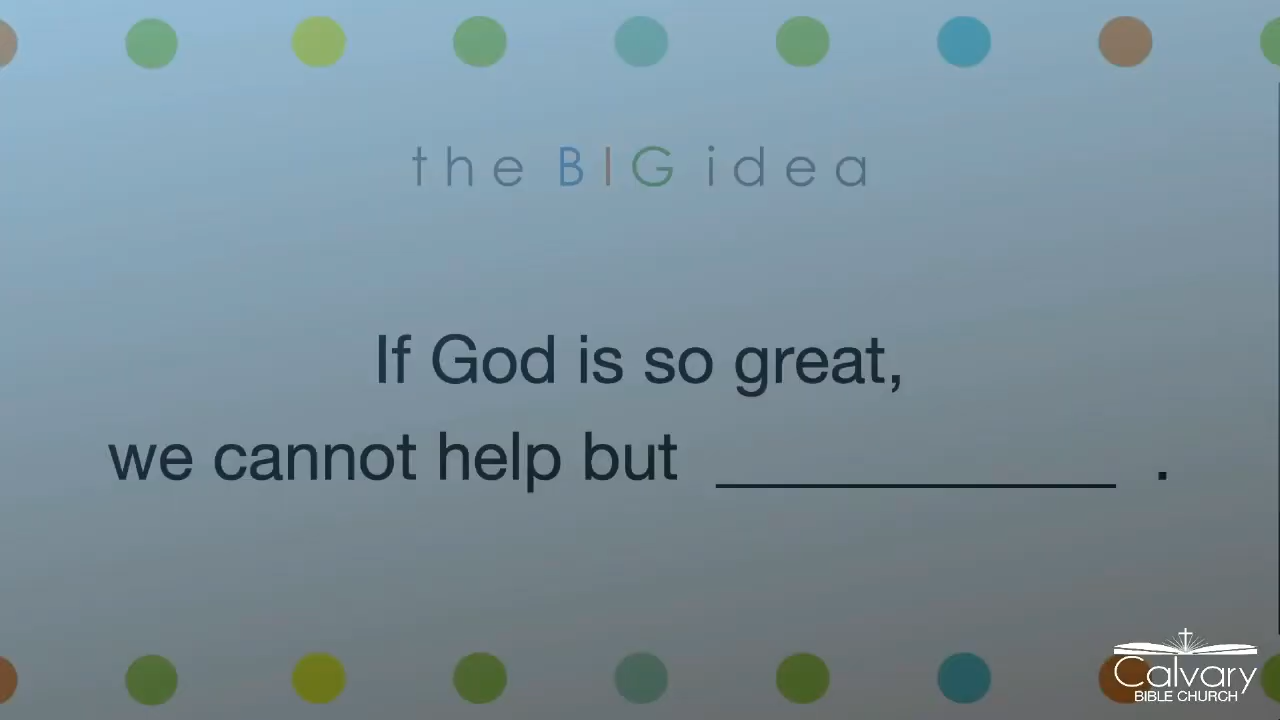 the BIG idea
If God is so great,
we cannot help but ____________ .
Calvary
BIBLE CHURCH